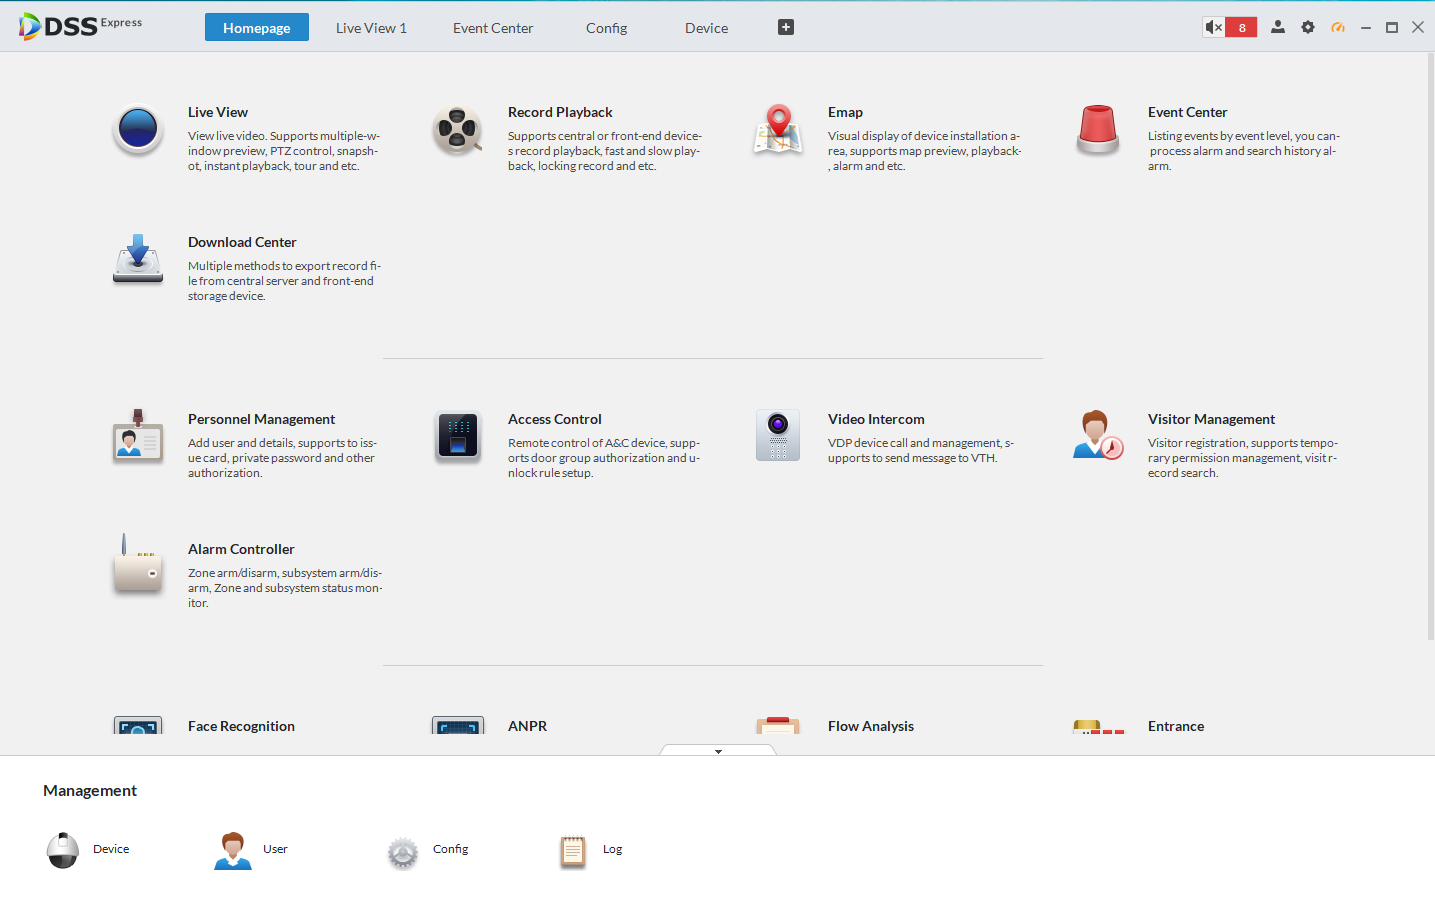 DSS Express
Homepage
Live View 1
Event Center
Config
Device
8
Live View
View live video. Supports multiple-w-
indow preview, PTZ control, snapsh-
ot, instant playback, tour and etc.
Record Playback
Supports central or front-end device-
s record playback, fast and slow play-
back, locking record and etc.
Emap
Visual display of device installation a-
rea, supports map preview, playback-
, alarm and etc.
Event Center
Listing events by event level, you can-
process alarm and search history al-
arm.
Download Center
Multiple methods to export record fi-
le from central server and front-end
storage device.
Personnel Management
Add user and details, supports to iss-
ue card, private password and other
authorization.
Access Control
Remote control of A&C device, supp-
orts door group authorization and u-
nlock rule setup.
Video Intercom
VDP device call and management, s-
upports to send message to VTH.
Visitor Management
Visitor registration, supports tempo-
rary permission management, visit r-
ecord search.
Alarm Controller
Zone arm/disarm, subsystem arm/dis-
arm, Zone and subsystem status mon-
itor.
Face Recognition
ANPR
Flow Analysis
Entrance
Management
Device
User
Config
Log